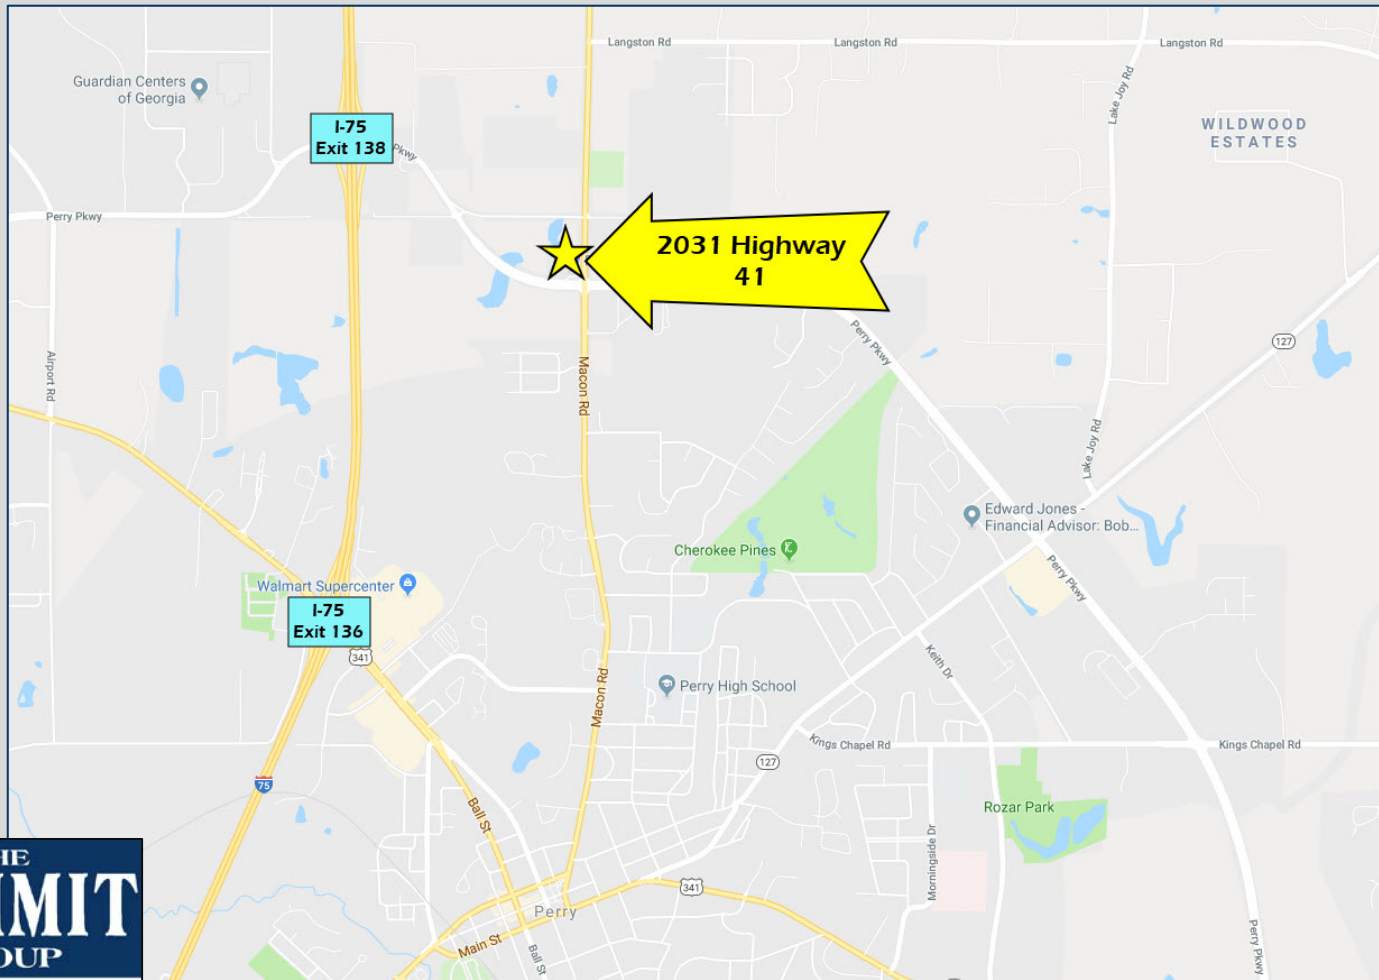 Langston Rd
Langston Rd
Langston Rd
Guardian Centers
of Georgia
Lake Joy Rd
I-75
Exit 138
Pkwy
WILDWOOD
ESTATES
Perry Pkwy
2031 Highway
41
Perry Pkwy
127
Airport Rd
Macon Rd
Lake Joy Rd
Edward Jones -
Financial Advisor: Bob...
Cherokee Pines
Perry Pkwy
Walmart Supercenter
I-75
Exit 136
341
Keith Dr
Perry High School
Macon Rd
Kings Chapel Rd
Kings Chapel Rd
127
75
Ball St
Rozar Park
Morningside Dr
HE
MIT
OUP
341
Perry
Main St
Ball St
Perry Pkwy